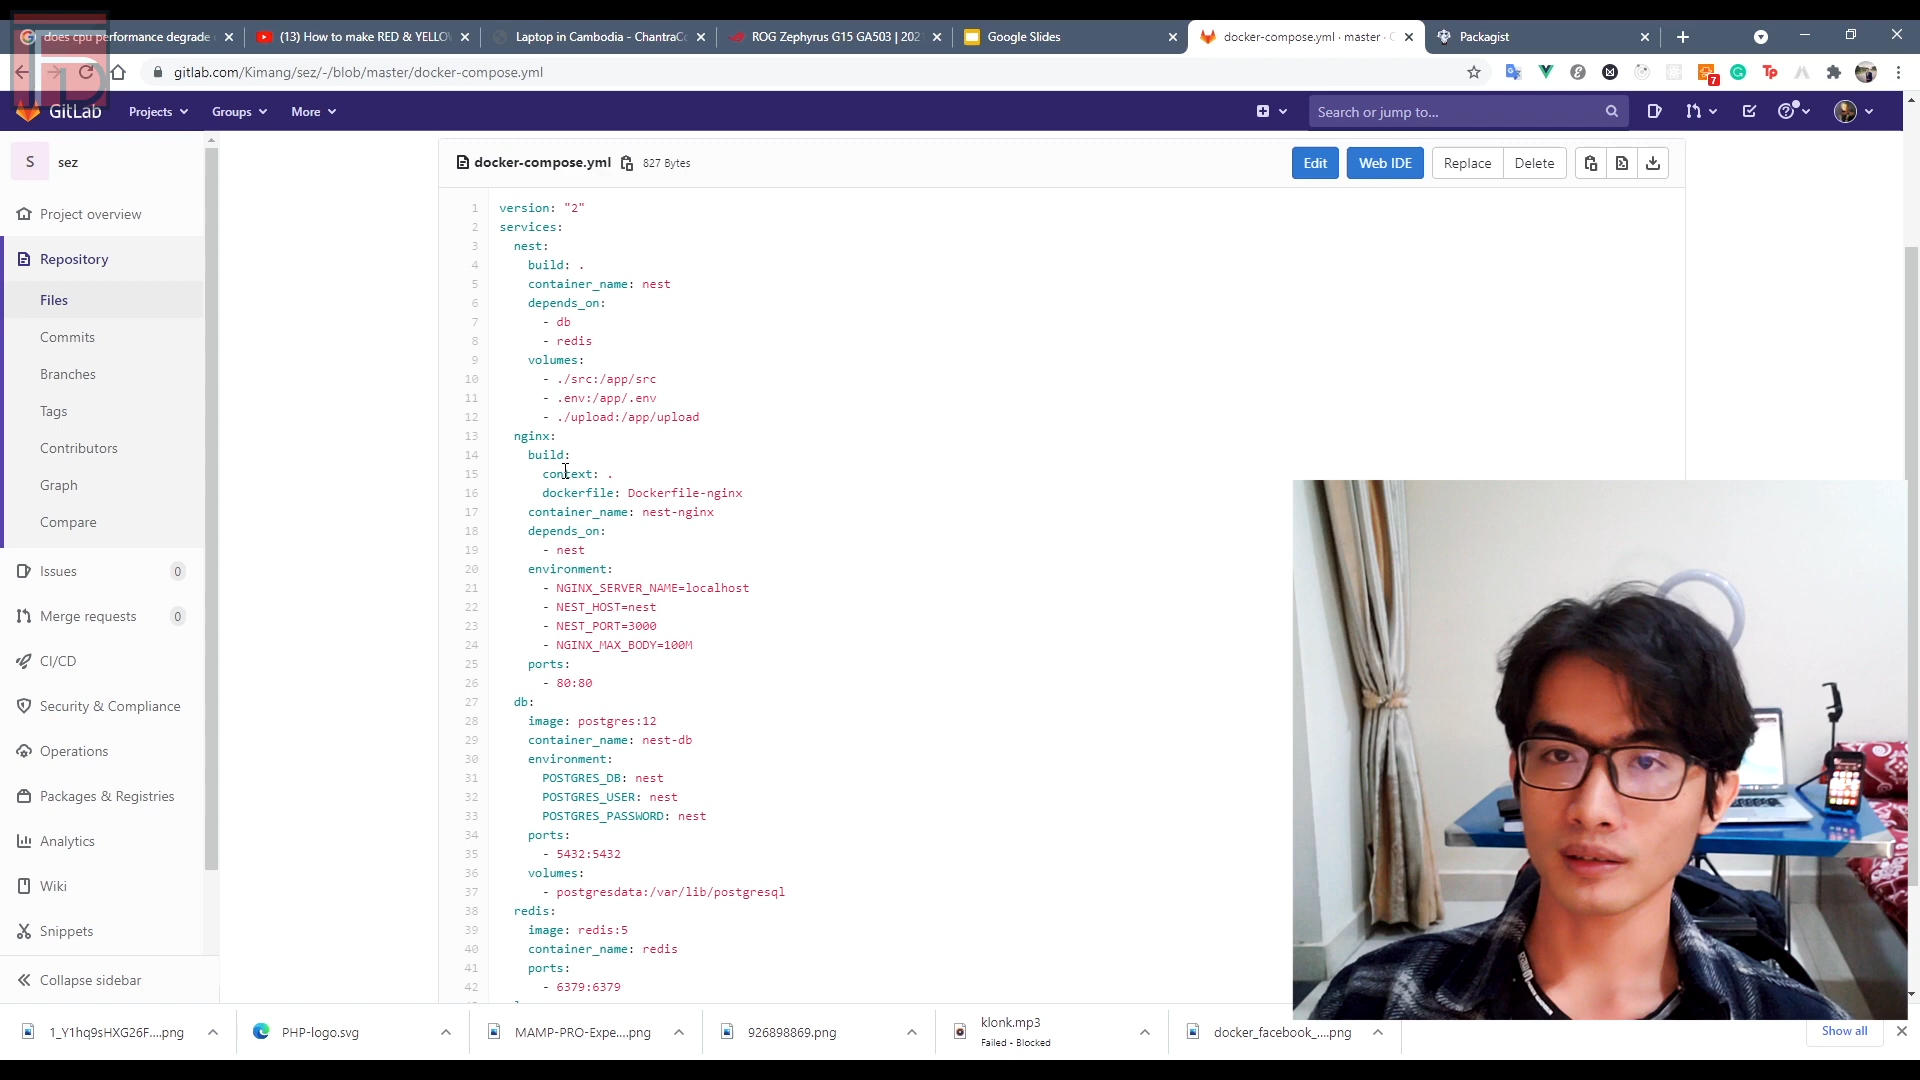 does cpu performance degrade
(13) How to make RED & YELLOV
Laptop in Cambodia - ChantraCo
ROG Zephyrus G15 GA503 | 202
Google Slides
docker-compose.yml · master ·
Packagist
gitlab.com/Kimang/sez/-/blob/master/docker-compose.yml
7
GitLab
Projects
Groups
More
Search or jump to...
S
sez
Project overview
Repository
Files
Commits
Branches
Tags
Contributors
Graph
Compare
Issues 0
Merge requests 0
CI/CD
Security & Compliance
Operations
Packages & Registries
Analytics
Wiki
Snippets
Collapse sidebar
docker-compose.yml 827 Bytes
Edit
Web IDE
Replace
Delete
1 version: "2"
2 services:
3 nest:
4 build: .
5 container_name: nest
6 depends_on:
7 - db
8 - redis
9 volumes:
10 - ./src:/app/src
11 - .env:/app/.env
12 - ./upload:/app/upload
13 nginx:
14 build:
15 context: .
16 dockerfile: Dockerfile-nginx
17 container_name: nest-nginx
18 depends_on:
19 - nest
20 environment:
21 - NGINX_SERVER_NAME=localhost
22 - NEST_HOST=nest
23 - NEST_PORT=3000
24 - NGINX_MAX_BODY=100M
25 ports:
26 - 80:80
27 db:
28 image: postgres:12
29 container_name: nest-db
30 environment:
31 POSTGRES_DB: nest
32 POSTGRES_USER: nest
33 POSTGRES_PASSWORD: nest
34 ports:
35 - 5432:5432
36 volumes:
37 - postgresdata:/var/lib/postgresql
38 redis:
39 image: redis:5
40 container_name: redis
41 ports:
42 - 6379:6379
1_Y1hq9sHXG26F....png
PHP-logo.svg
MAMP-PRO-Expe....png
926898869.png
klonk.mp3
Failed - Blocked
docker_facebook_....png
Show all